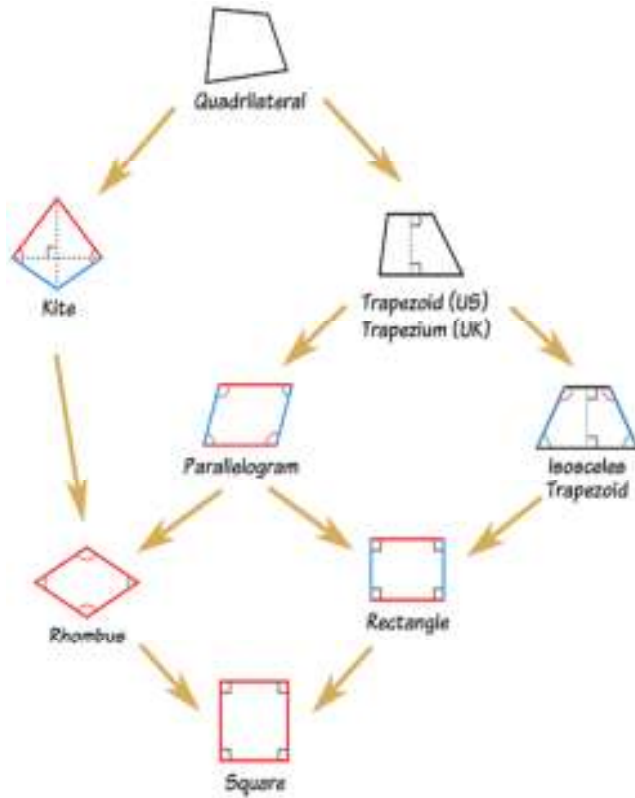 Quadrilateral
Kite
Trapezoid (US)
Trapezium (UK)
Parallelogram
Isosceles
Trapezoid
Rhombus
Rectangle
Square